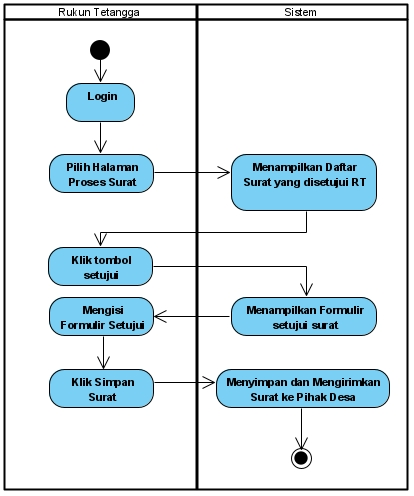 Rukun Tetangga
Sistem
Login
Pilih Halaman
Proses Surat
Menampilkan Daftar
Surat yang disetujui RT
Klik tombol
setujui
Menampilkan Formulir
setujui surat
Mengisi
Formulir Setujui
Klik Simpan
Surat
Menyimpan dan Mengirimkan
Surat ke Pihak Desa